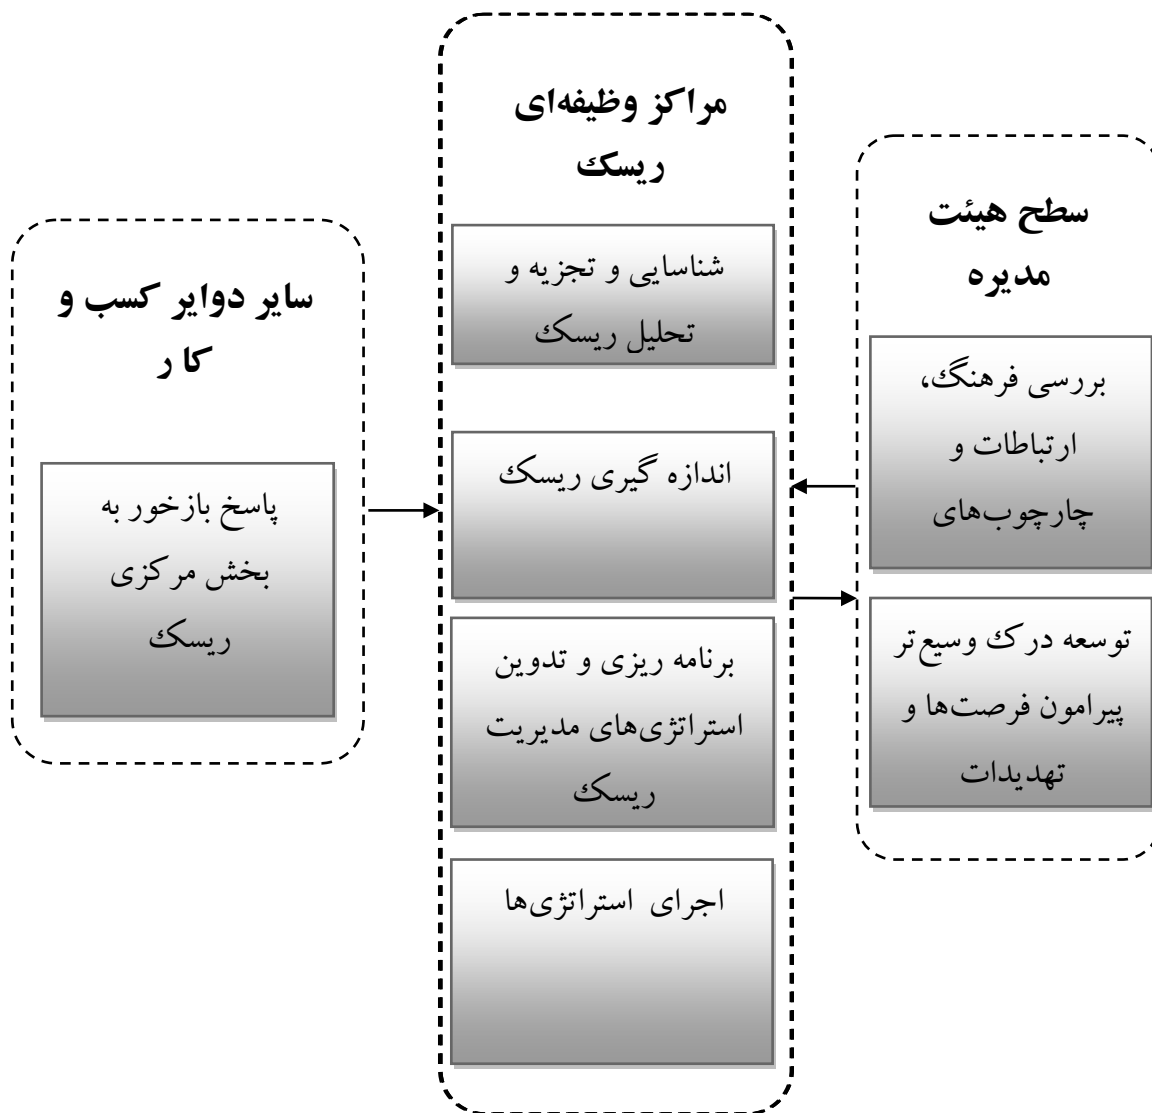 سطح هیئت
مدیره
بررسی فرهنگ،
ارتباطات و
چارچوب‌های
توسعه درک وسیع‌تر
پیرامون فرصت‌ها و
تهدیدات
مراکز وظیفه‌ای
ریسک
شناسایی و تجزیه و
تحلیل ریسک
اندازه گیری ریسک
برنامه ریزی و تدوین
استراتژی‌های مدیریت
ریسک
اجرای استراتژی‌ها
سایر دوایر کسب و
کا ر
پاسخ بازخور به
بخش مرکزی
ریسک